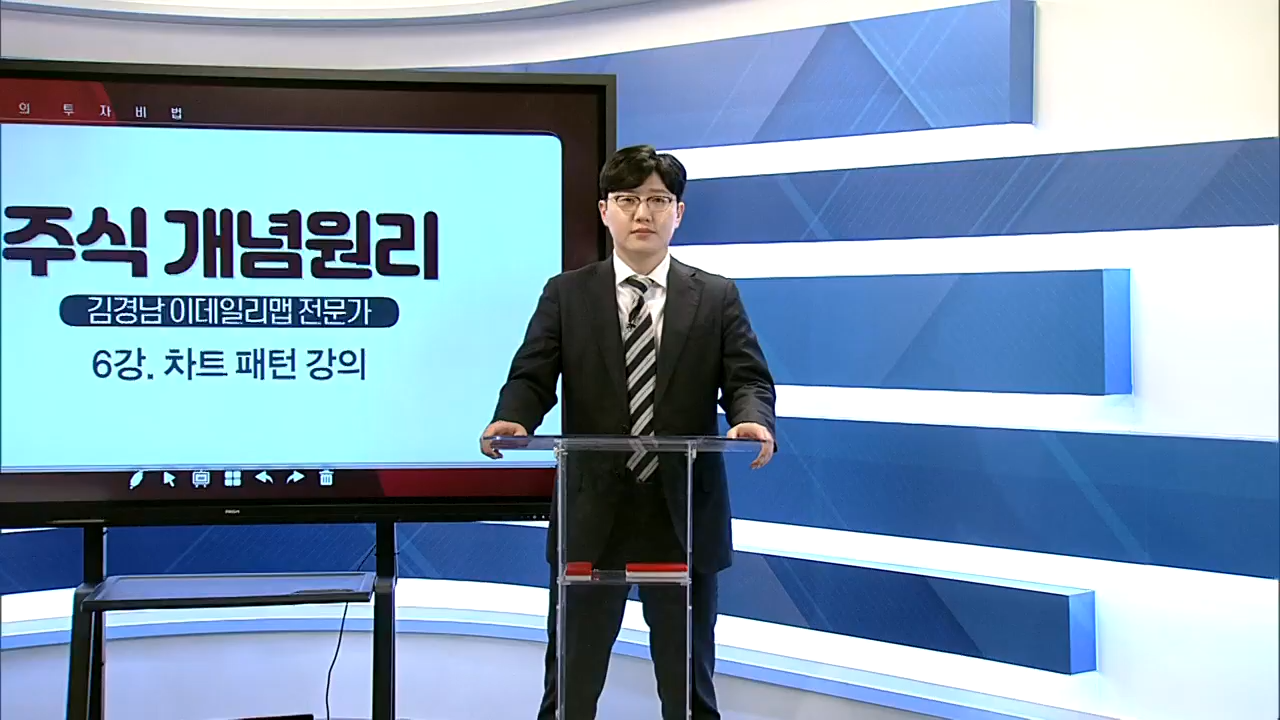 의 투 자 비 법
주식 개념원리
김경남 이데일리맵 전문가
6강. 차트 패턴 강의